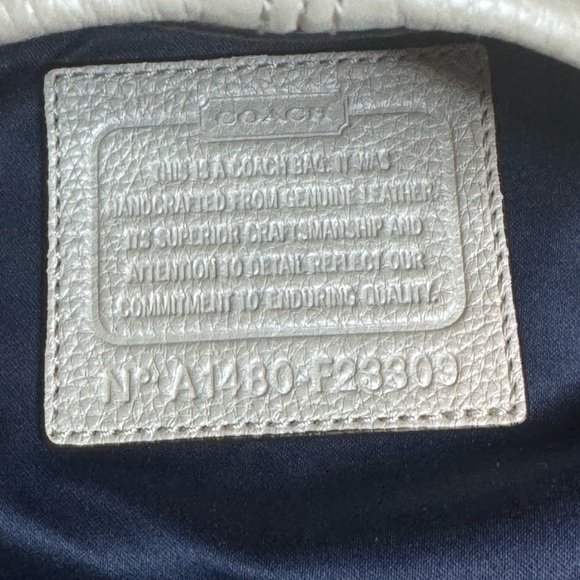 COACH
THIS IS A COACH BAG. IT WAS
HANDCRAFTED FROM GENUINE LEATHER.
ITS SUPERIOR CRAFTSMANSHIP AND
ATTENTION TO DETAIL REFLECT OUR
COMMITMENT TO ENDURING QUALITY.
Nº A1480-F23309